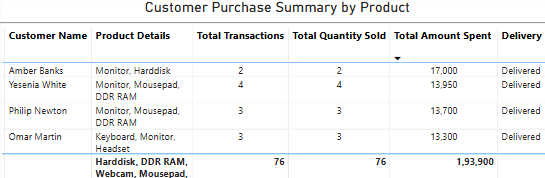 Customer Purchase Summary by Product
Customer Name Product Details Total Transactions Total Quantity Sold Total Amount Spent Delivery
Amber Banks Monitor, Harddisk 2 2 17,000 Delivered
Yesenia White Monitor, Mousepad, 4 4 13,950 Delivered
DDR RAM
Philip Newton Monitor, Mousepad, 3 3 13,700 Delivered
DDR RAM
Omar Martin Keyboard, Monitor, 3 3 13,300 Delivered
Headset
Harddisk, DDR RAM, 76 76 1,93,900
Webcam, Mousepad,